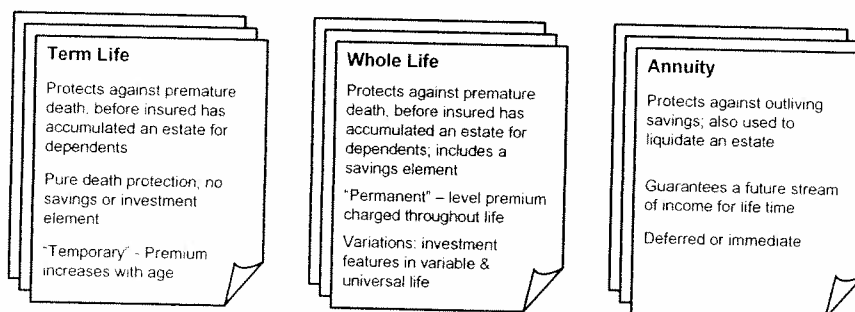 Term Life
Protects against premature
death, before insured has
accumulated an estate for
dependents
Pure death protection, no
savings or investment
element
"Temporary" - Premium
increases with age
Whole Life
Protects against premature
death, before insured has
accumulated an estate for
dependents; includes a
savings element
"Permanent" – level premium
charged throughout life
Variations: investment
features in variable &
universal life
Annuity
Protects against outliving
savings; also used to
liquidate an estate
Guarantees a future stream
of income for life time
Deferred or immediate